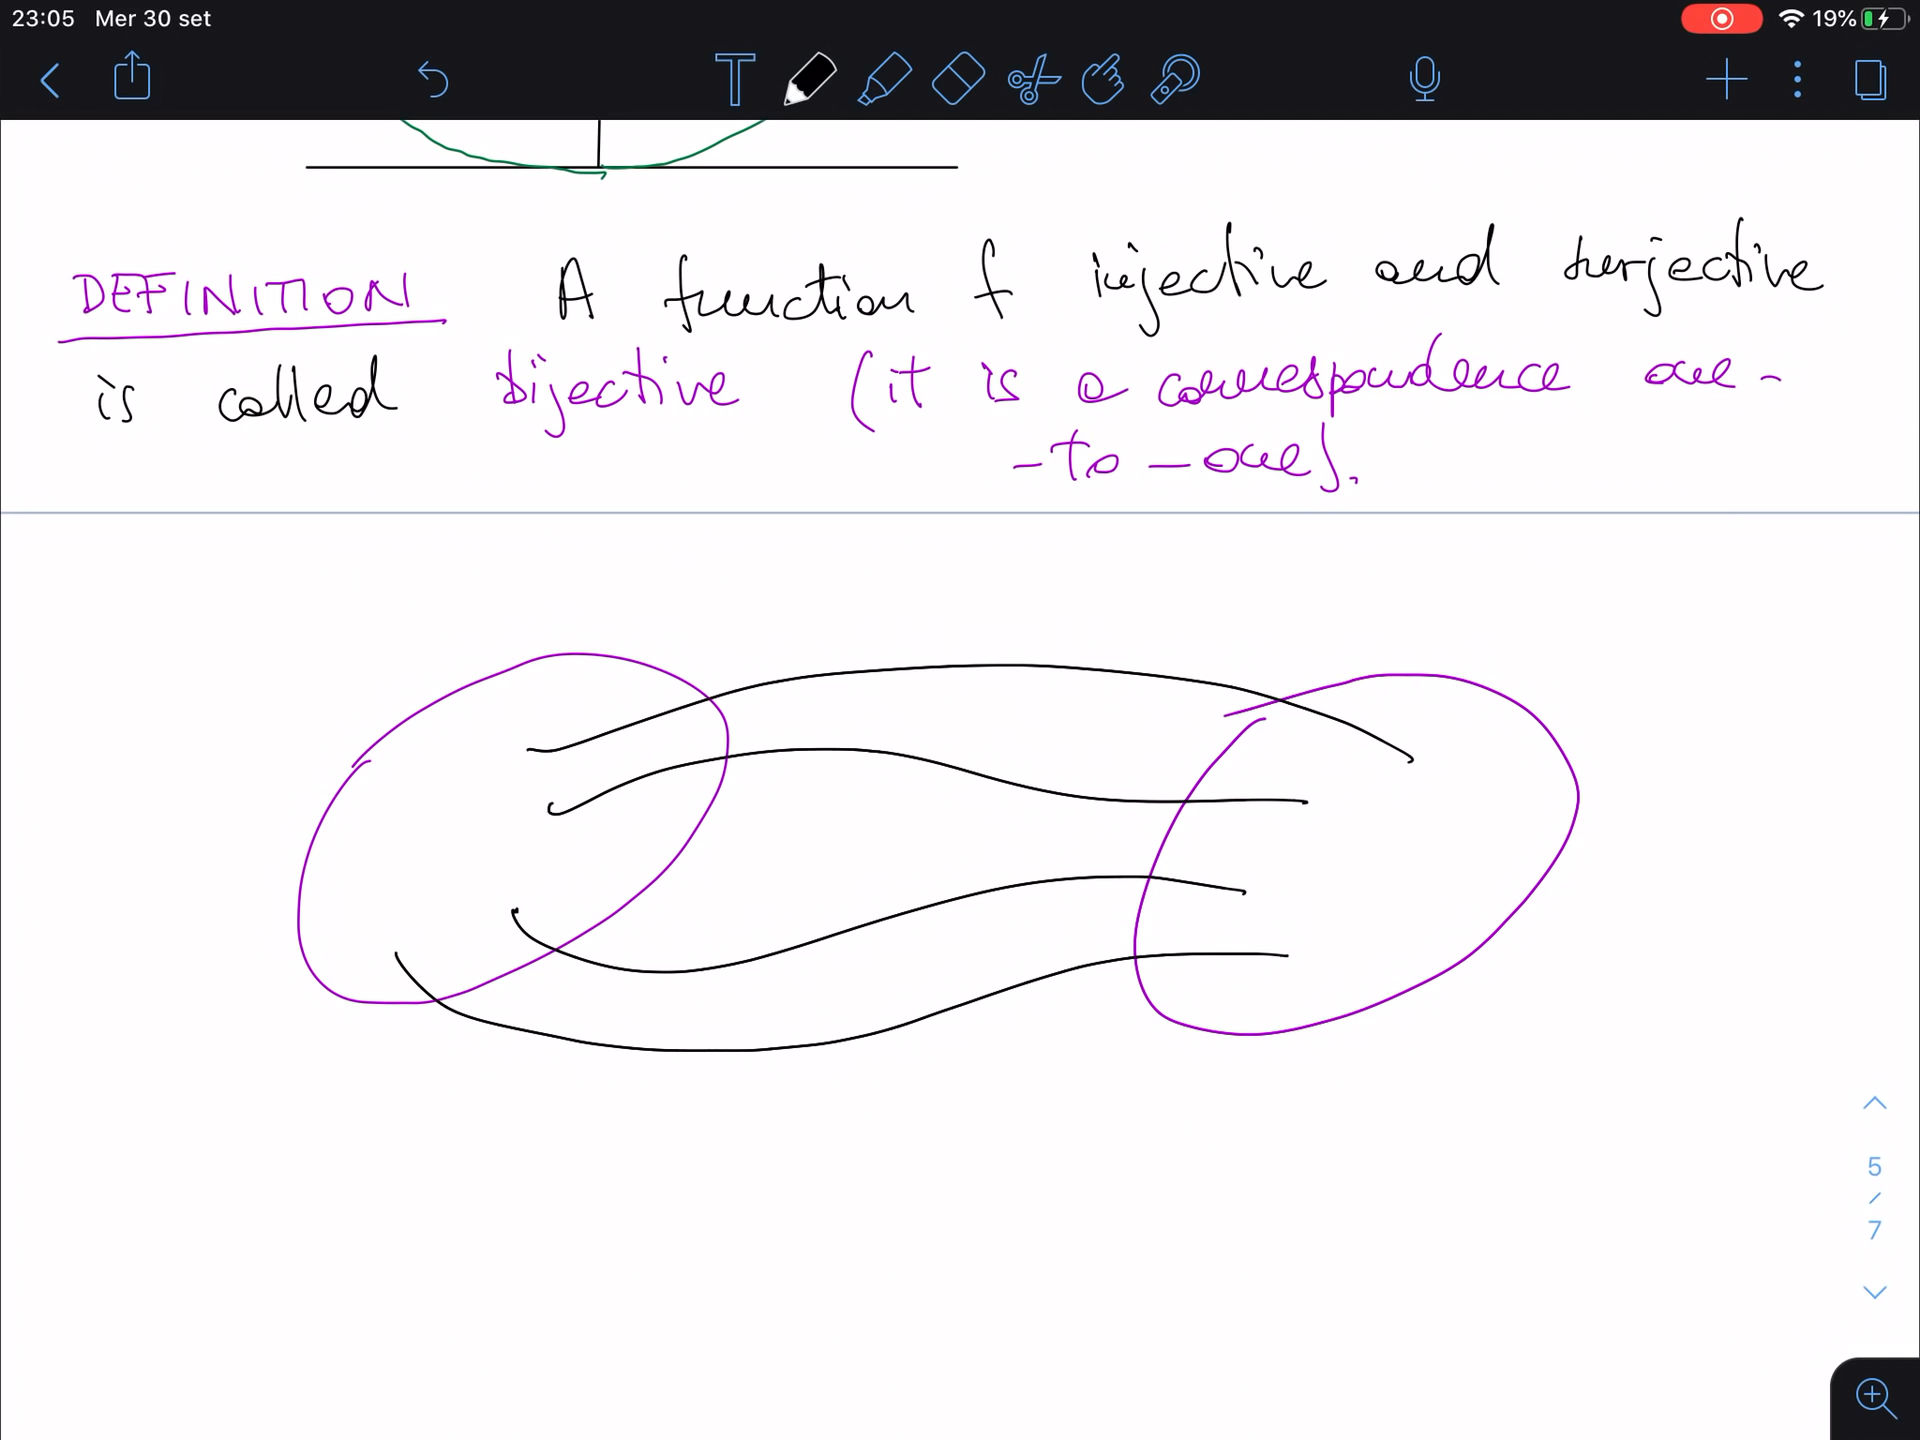 23:05 Mer 30 set 19%
DEFINITION A function f injective and surjective
is called bijective (it is a correspondence one-
-to-one).
5
/
7